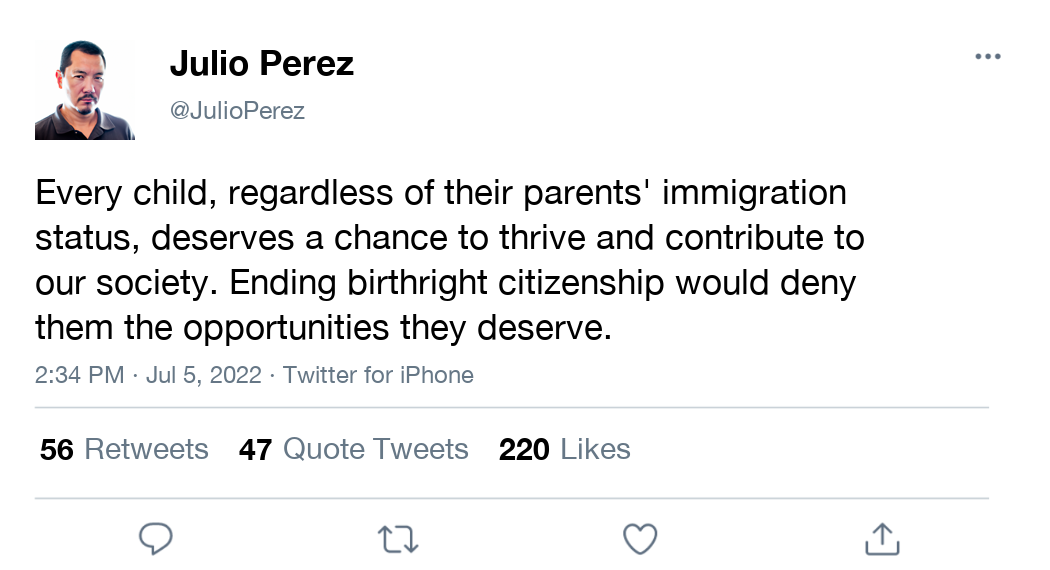 Julio Perez
@JulioPerez
Every child, regardless of their parents' immigration
status, deserves a chance to thrive and contribute to
our society. Ending birthright citizenship would deny
them the opportunities they deserve.
2:34 PM · Jul 5, 2022 · Twitter for iPhone
56 Retweets 47 Quote Tweets 220 Likes